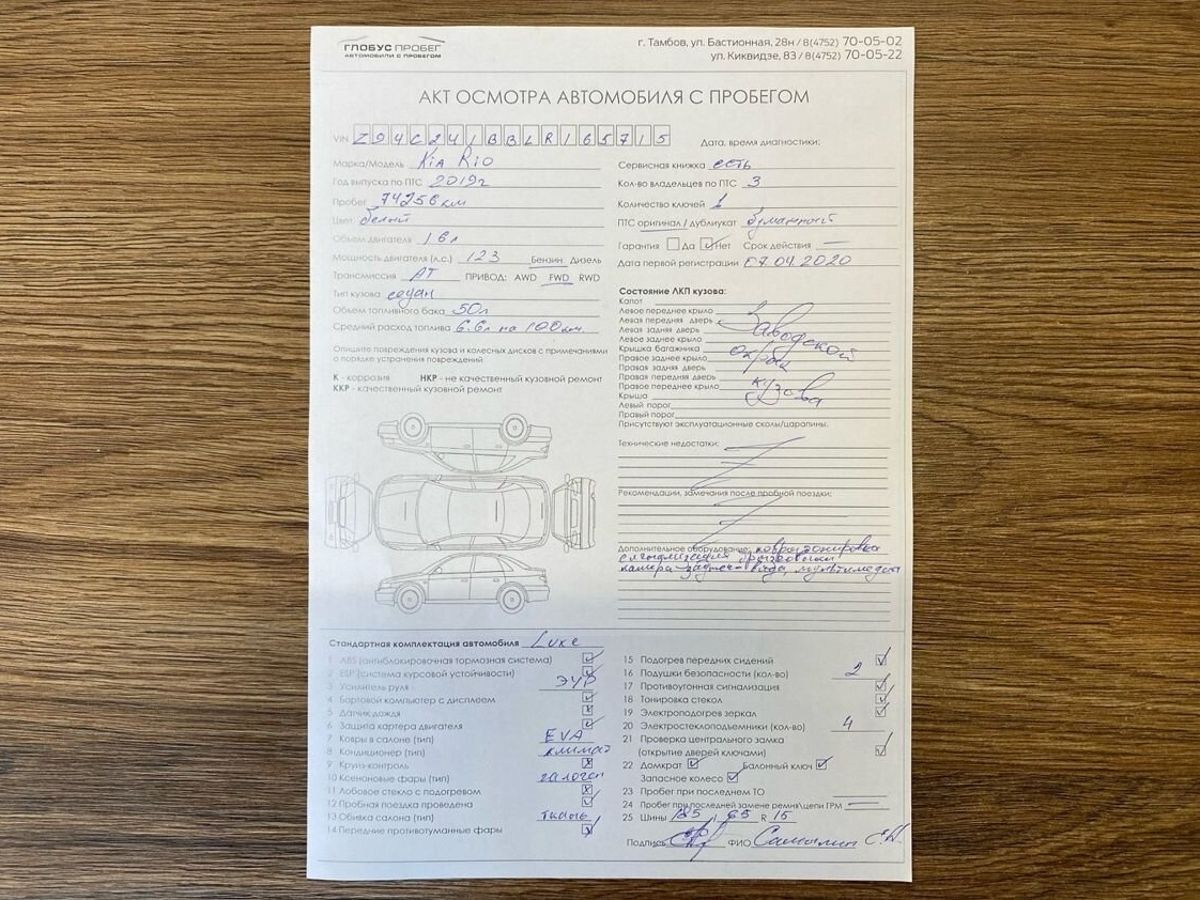 ГЛОБУС ПРОБЕГ
АВТОМОБИЛИ С ПРОБЕГОМ
г. Тамбов, ул. Бастионная, 28н / 8(4752) 70-05-02
ул. Киквидзе, 83 / 8(4752) 70-05-22
АКТ ОСМОТРА АВТОМОБИЛЯ С ПРОБЕГОМ
VIN Z94C241BBLR165715
Марка/Модель Kia Rio
Год выпуска по ПТС 2019г
Пробег 74256 км
Цвет белый
Объем двигателя 1.6л
Мощность двигателя (л.с.) 123 Бензин Дизель
Трансмиссия АТ ПРИВОД: AWD FWD RWD
Тип кузова седан
Объем топливного бака 50л
Средний расход топлива 6.6л на 100км.
Опишите повреждения кузова и колесных дисков с примечаниями
о порядке устранения повреждений
К - коррозия НКР - не качественный кузовной ремонт
ККР - качественный кузовной ремонт
Дата, время диагностики:
Сервисная книжка есть
Кол-во владельцев по ПТС 3
Количество ключей 1
ПТС оригинал / дубликат бумажный
Гарантия Да Нет Срок действия —
Дата первой регистрации 07.04.2020
Состояние ЛКП кузова:
Капот
Левое переднее крыло
Левая передняя дверь
Левая задняя дверь
Левое заднее крыло
Крышка багажника
Правое заднее крыло
Правая задняя дверь
Правая передняя дверь
Правое переднее крыло
Крыша
Левый порог
Правый порог
Заводской
окрас
кузова
Присутствуют эксплуатационные сколы/царапины.
Технические недостатки:
Рекомендации, замечания после пробной поездки:
Дополнительное оборудование: ковры, тонировка
сигнализация брызговики
камера заднего вида, мультимедиа
Стандартная комплектация автомобиля Luxe
1 ABS (антиблокировочная тормозная система)
2 ESP (система курсовой устойчивости)
3 Усилитель руля ЭУР
4 Бортовой компьютер с дисплеем
5 Датчик дождя
6 Защита картера двигателя
7 Ковры в салоне (тип) EVA
8 Кондиционер (тип) климат
9 Круиз-контроль
10 Ксеноновые фары (тип) галоген
11 Лобовое стекло с подогревом
12 Пробная поездка проведена
13 Обивка салона (тип) ткань
14 Передние противотуманные фары
15 Подогрев передних сидений
16 Подушки безопасности (кол-во) 2
17 Противоугонная сигнализация
18 Тонировка стекол
19 Электроподогрев зеркал
20 Электростеклоподъемники (кол-во) 4
21 Проверка центрального замка
(открытие дверей ключами)
22 Домкрат Балонный ключ
Запасное колесо
23 Пробег при последнем ТО
24 Пробег при последней замене ремня\цепи ГРМ —
25 Шины 185 / 65 R 15
Подпись ФИО